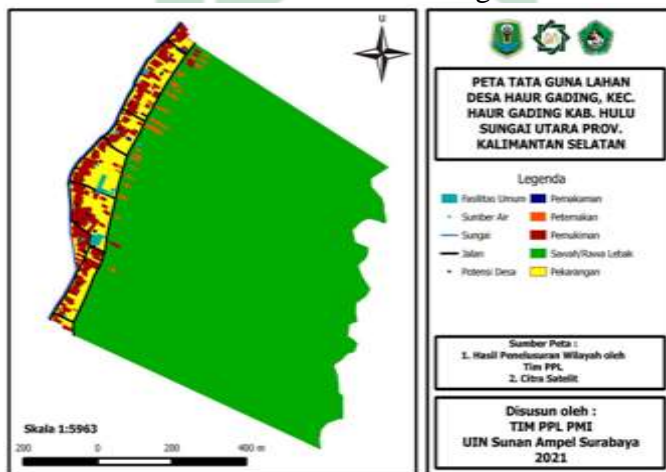 U
Skala 1:5963
200 0 200 400 m
PETA TATA GUNA LAHAN
DESA HAUR GADING, KEC.
HAUR GADING KAB. HULU
SUNGAI UTARA PROV.
KALIMANTAN SELATAN
Legenda
Fasilitas Umum
Sumber Air
Sungai
Jalan
Potensi Desa
Pemakaman
Peternakan
Pemukiman
Sawah/Rawa Lebak
Pekarangan
Sumber Peta :
1. Hasil Penelusuran Wilayah oleh
Tim PPL
2. Citra Satelit
Disusun oleh :
TIM PPL PMI
UIN Sunan Ampel Surabaya
2021